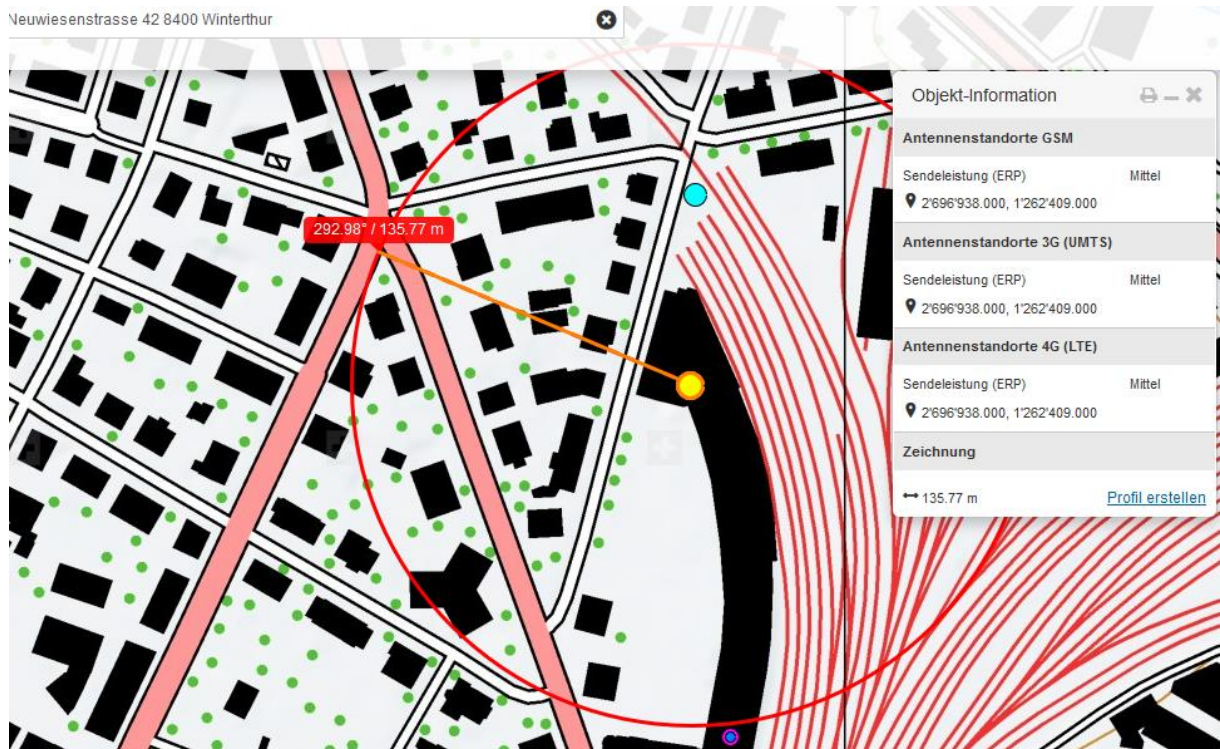 Neuwiesenstrasse 42 8400 Winterthur
Objekt-Information
Antennenstandorte GSM
Sendeleistung (ERP) Mittel
2'696'938.000, 1'262'409.000
292.98° / 135.77 m
Antennenstandorte 3G (UMTS)
Sendeleistung (ERP) Mittel
2'696'938.000, 1'262'409.000
Antennenstandorte 4G (LTE)
Sendeleistung (ERP) Mittel
2'696'938.000, 1'262'409.000
Zeichnung
135.77 m Profil erstellen